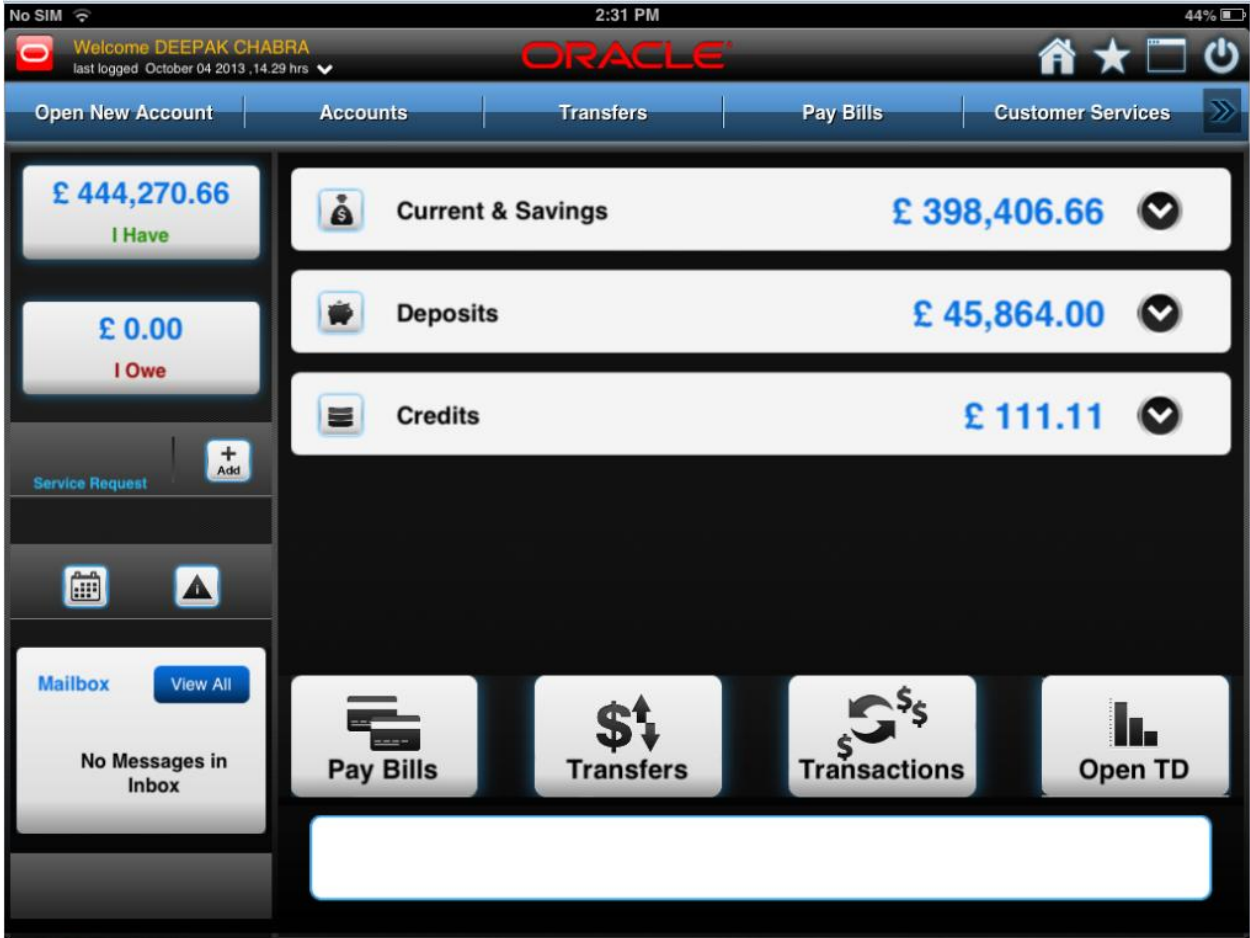 No SIM 2:31 PM 44%
Welcome DEEPAK CHABRA
last logged October 04 2013 ,14.29 hrs
ORACLE
Open New Account Accounts Transfers Pay Bills Customer Services
£ 444,270.66
I Have
£ 0.00
I Owe
Service Request
+
Add
Mailbox View All
No Messages in
Inbox
Current & Savings £ 398,406.66
Deposits £ 45,864.00
Credits £ 111.11
Pay Bills Transfers Transactions Open TD